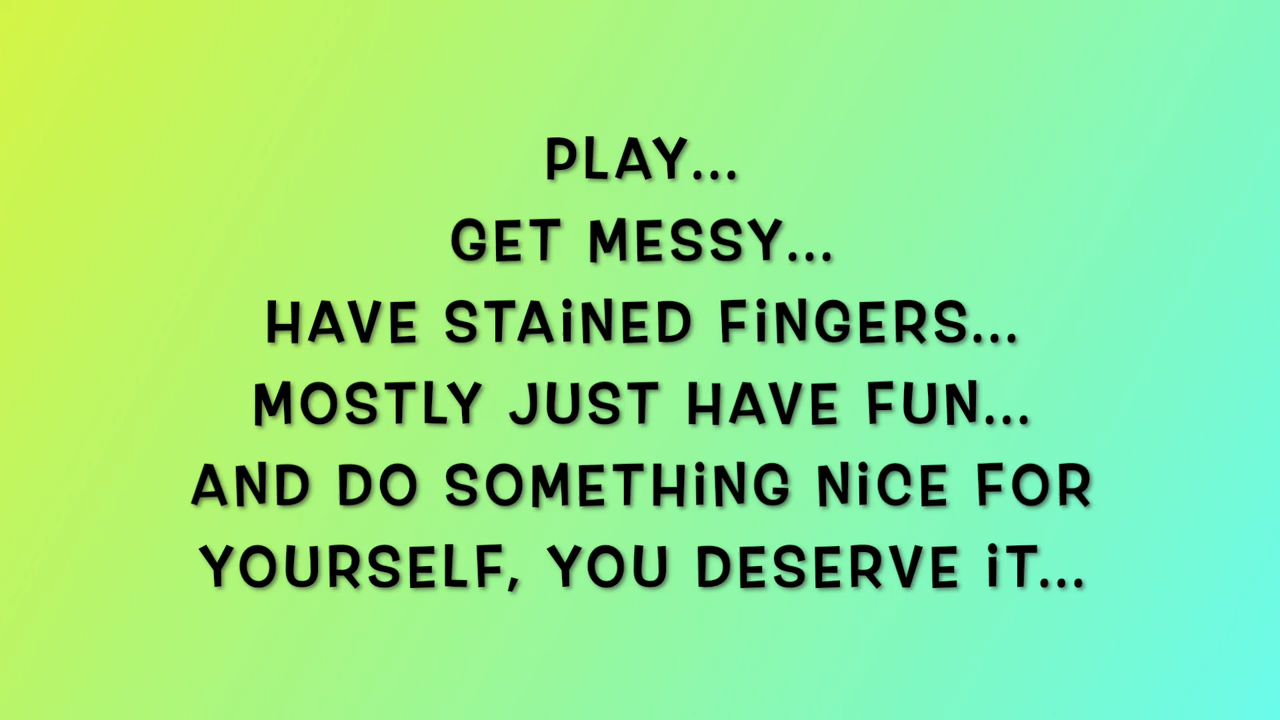 PLAY...
GET MESSY...
HAVE STAiNED FiNGERS...
MOSTLY JUST HAVE FUN...
AND DO SOMETHiNG NiCE FOR
YOURSELF, YOU DESERVE iT...